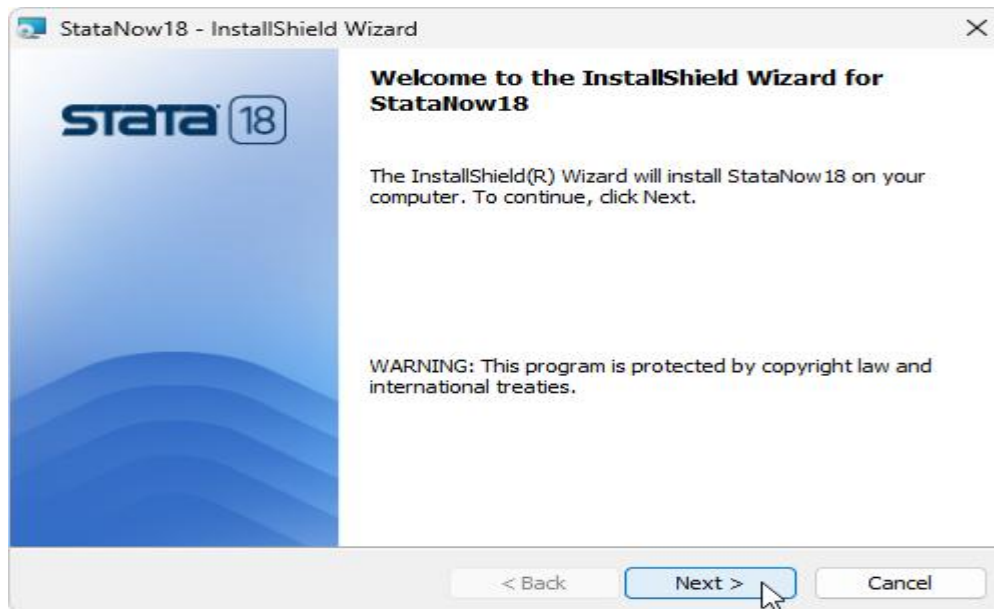 StataNow18 - InstallShield Wizard
stata 18
Welcome to the InstallShield Wizard for
StataNow18
The InstallShield(R) Wizard will install StataNow18 on your
computer. To continue, click Next.
WARNING: This program is protected by copyright law and
international treaties.
< Back
Next >
Cancel